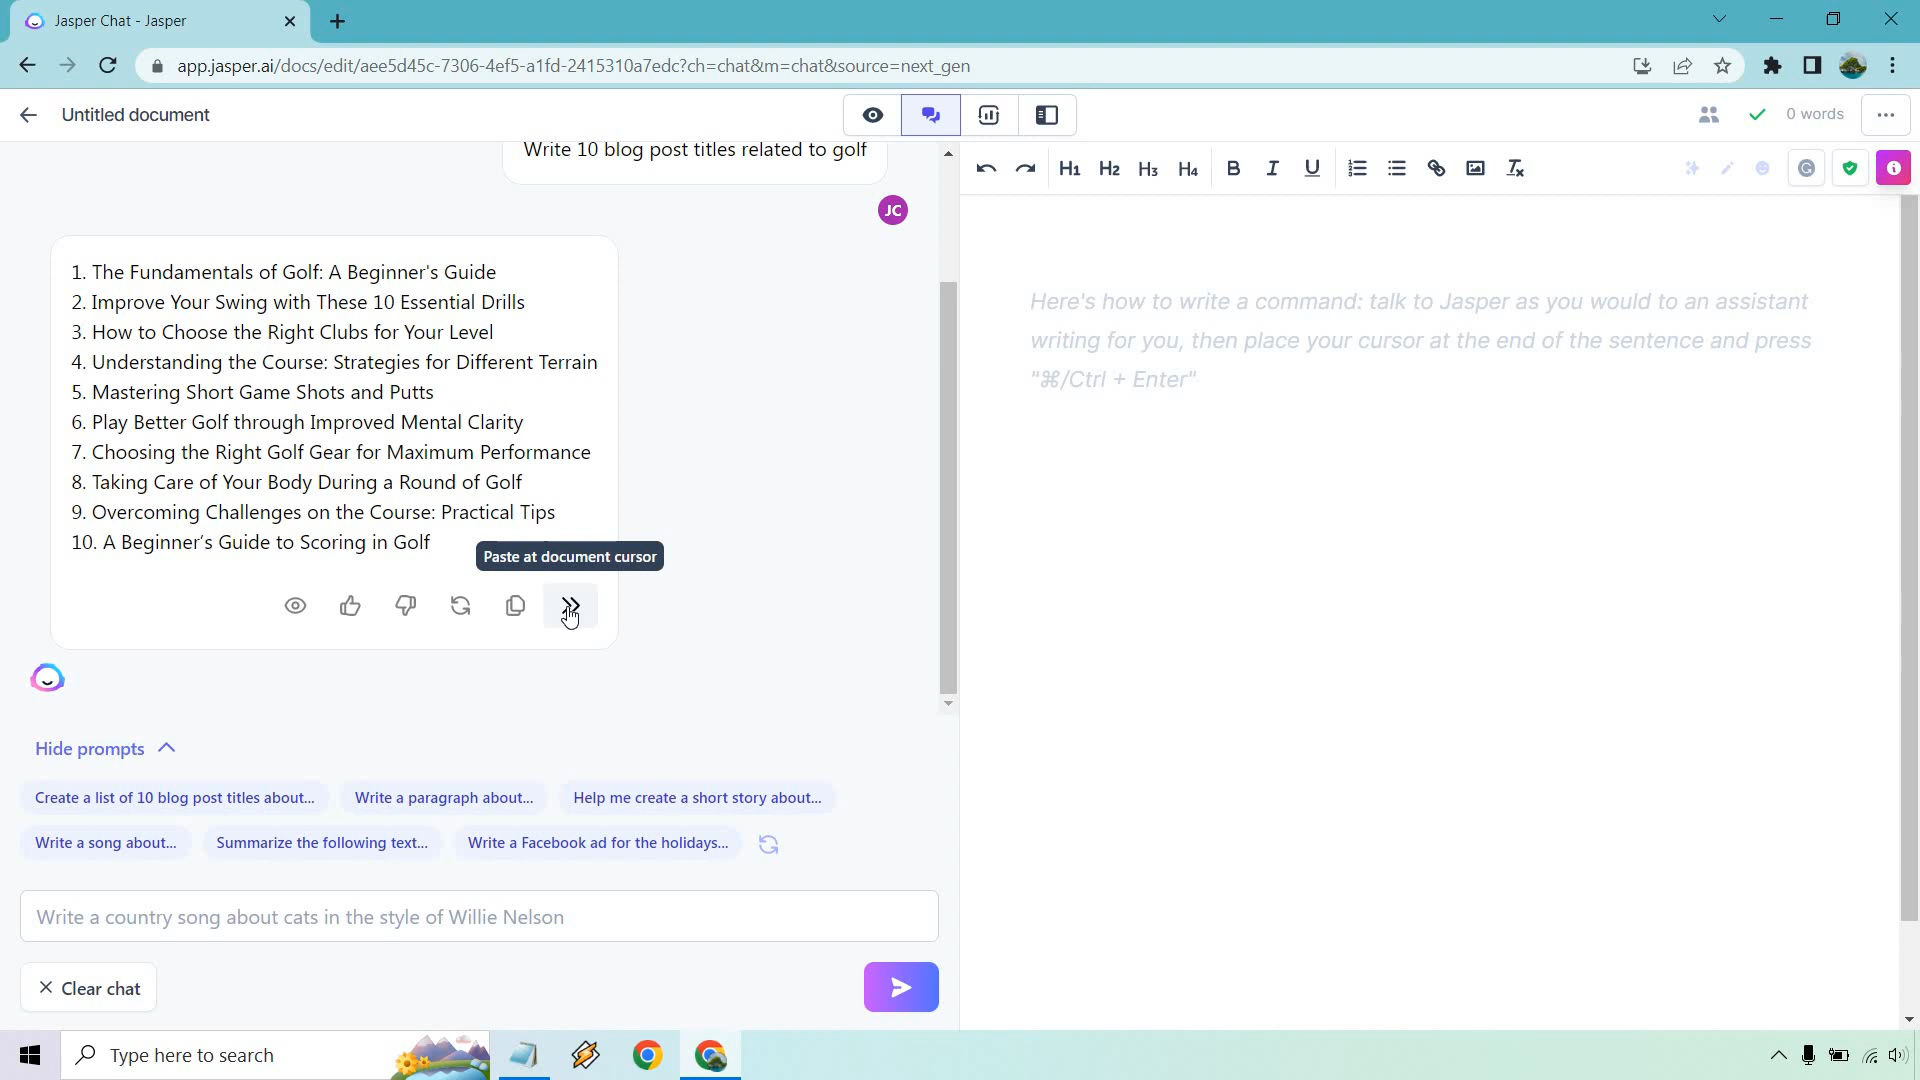 Jasper Chat - Jasper
app.jasper.ai/docs/edit/aee5d45c-7306-4ef5-a1fd-2415310a7edc?ch=chat&m=chat&source=next_gen
Untitled document
0 words
Write 10 blog post titles related to golf
H1 H2 H3 H4 B I U
JC
1. The Fundamentals of Golf: A Beginner's Guide
2. Improve Your Swing with These 10 Essential Drills
3. How to Choose the Right Clubs for Your Level
4. Understanding the Course: Strategies for Different Terrain
5. Mastering Short Game Shots and Putts
6. Play Better Golf through Improved Mental Clarity
7. Choosing the Right Golf Gear for Maximum Performance
8. Taking Care of Your Body During a Round of Golf
9. Overcoming Challenges on the Course: Practical Tips
10. A Beginner's Guide to Scoring in Golf
Paste at document cursor
Here's how to write a command: talk to Jasper as you would to an assistant
writing for you, then place your cursor at the end of the sentence and press
"⌘/Ctrl + Enter"
Hide prompts
Create a list of 10 blog post titles about...
Write a paragraph about...
Help me create a short story about...
Write a song about...
Summarize the following text...
Write a Facebook ad for the holidays...
Write a country song about cats in the style of Willie Nelson
Clear chat
Type here to search